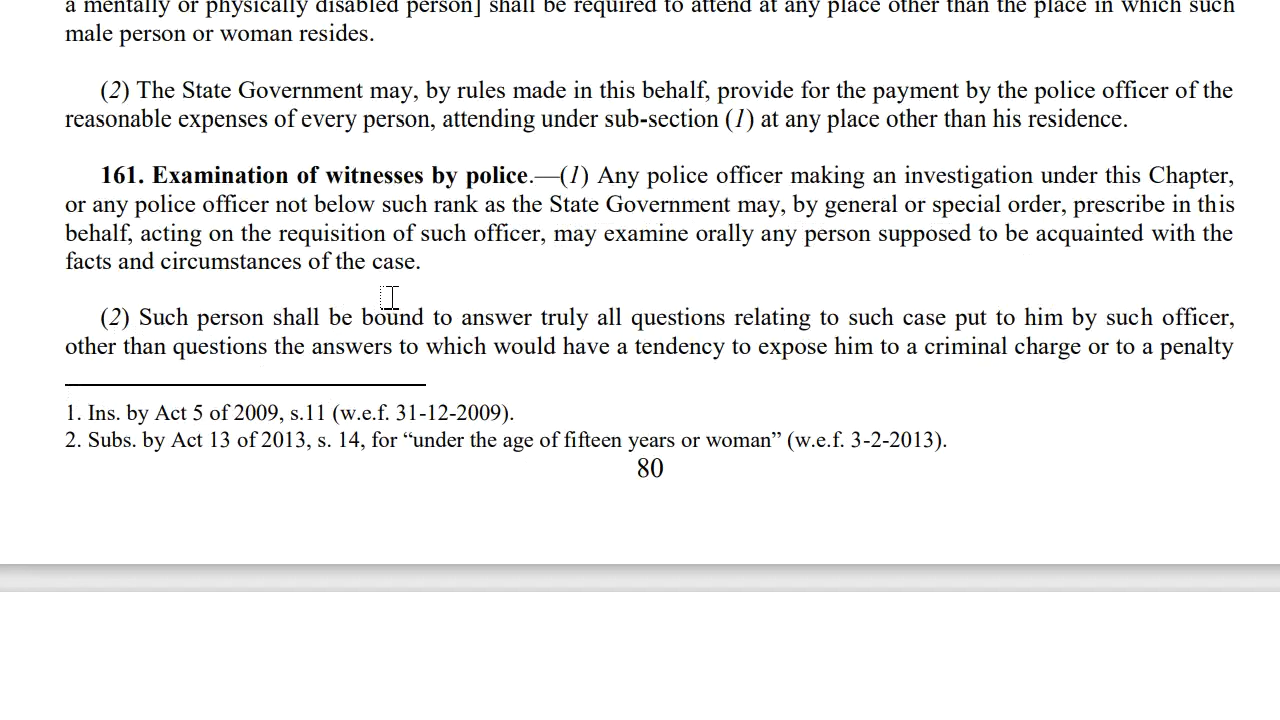 a mentally or physically disabled person] shall be required to attend at any place other than the place in which such
male person or woman resides.
(2) The State Government may, by rules made in this behalf, provide for the payment by the police officer of the
reasonable expenses of every person, attending under sub-section (1) at any place other than his residence.
161. Examination of witnesses by police.—(1) Any police officer making an investigation under this Chapter,
or any police officer not below such rank as the State Government may, by general or special order, prescribe in this
behalf, acting on the requisition of such officer, may examine orally any person supposed to be acquainted with the
facts and circumstances of the case.
(2) Such person shall be bound to answer truly all questions relating to such case put to him by such officer,
other than questions the answers to which would have a tendency to expose him to a criminal charge or to a penalty
1. Ins. by Act 5 of 2009, s.11 (w.e.f. 31-12-2009).
2. Subs. by Act 13 of 2013, s. 14, for “under the age of fifteen years or woman” (w.e.f. 3-2-2013).
80